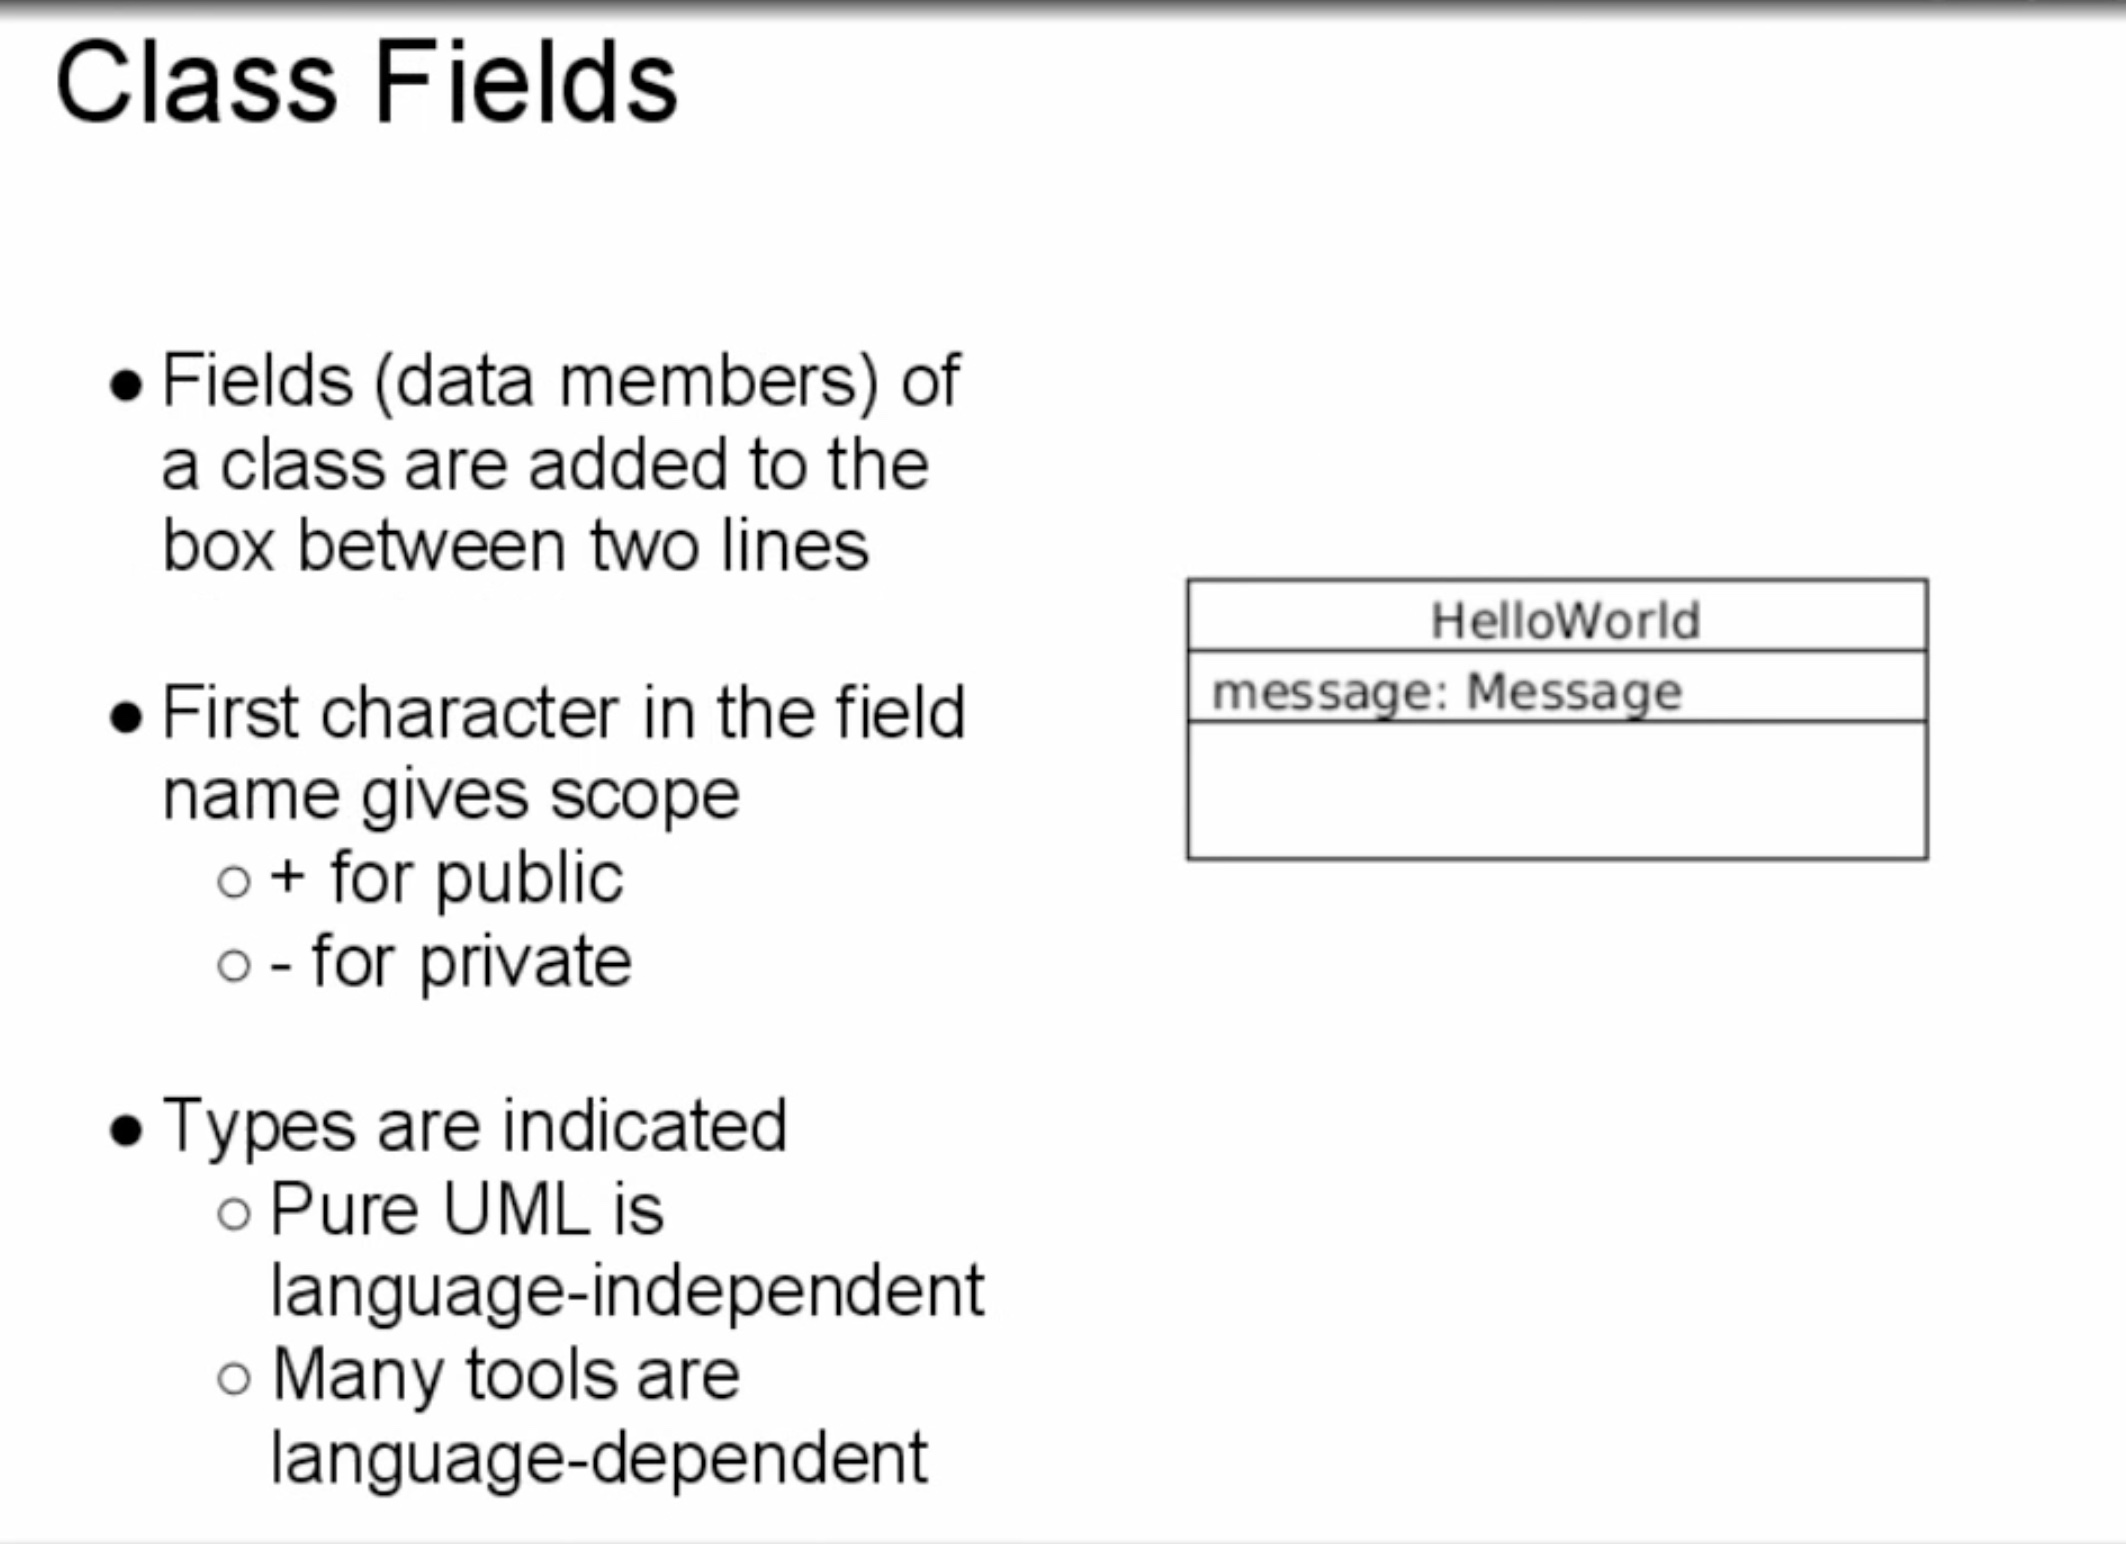 Class Fields
● Fields (data members) of
a class are added to the
box between two lines
● First character in the field
name gives scope
○ + for public
○ - for private
● Types are indicated
○ Pure UML is
language-independent
○ Many tools are
language-dependent
HelloWorld
message: Message